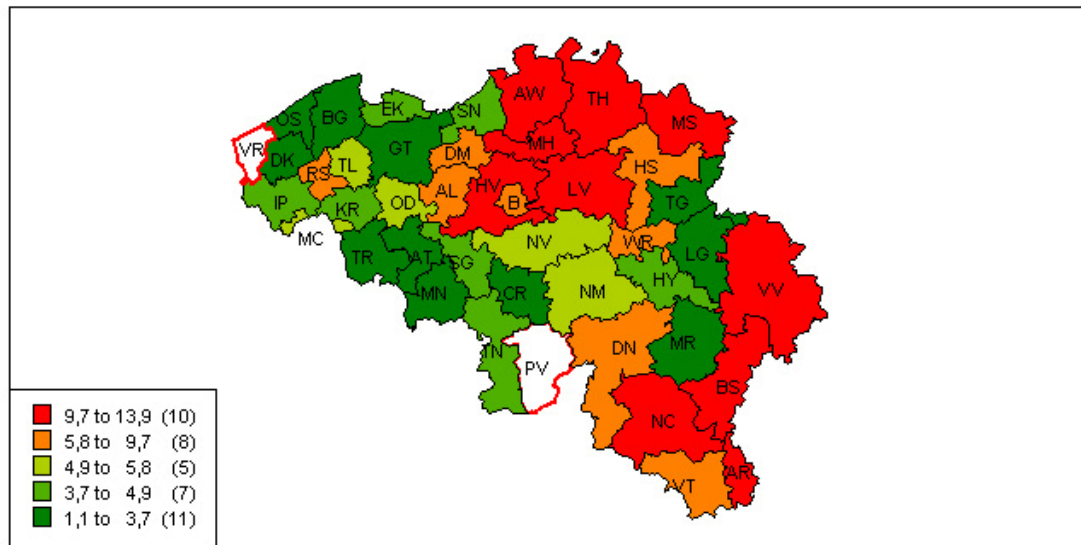 AW
TH
SN
EK
MS
OS
BG
MH
VR
GT
DM
DK
TL
HS
RS
HV
LV
AL
B
TG
IP
KR
OD
MC
NV
WR
TR
AT
SG
LG
HY
MN
CR
NM
VV
DN
MR
TN
PV
BS
NC
AR
VT
9,7 to 13,9 (10)
5,8 to 9,7 (8)
4,9 to 5,8 (5)
3,7 to 4,9 (7)
1,1 to 3,7 (11)